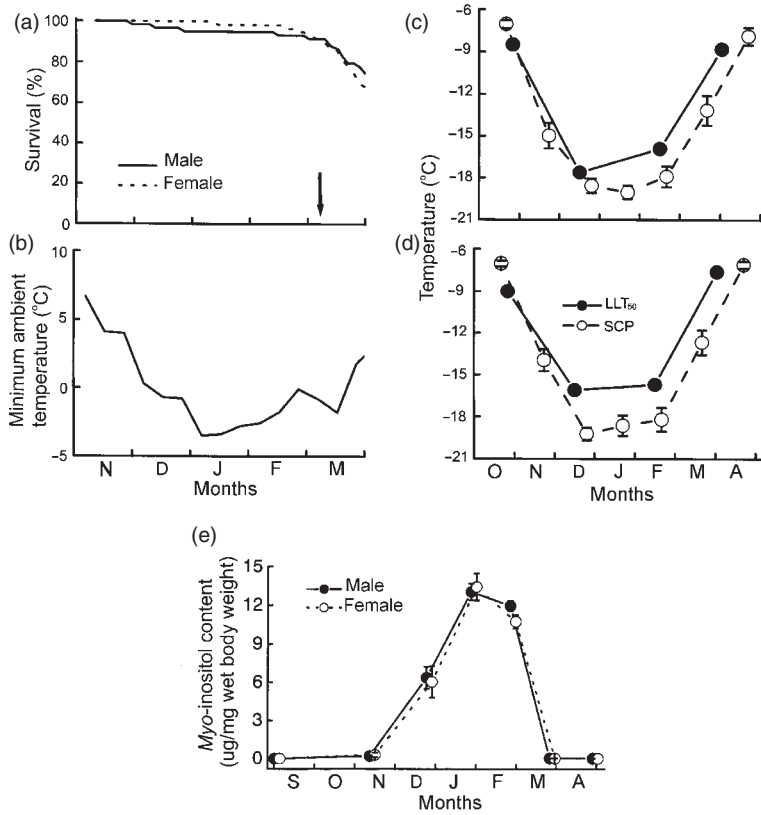 (a)
100
80
60
40
20
0
Survival (%)
Male
Female
(b)
10
5
0
−5
Minimum ambient
temperature (°C)
N D J F M
Months
(c)
−6
−9
−12
−15
−18
−21
Temperature (°C)
(d)
−6
−9
−12
−15
−18
−21
LLT₅₀
SCP
O N D J F M A
Months
(e)
15
12
9
6
3
0
Myo-inositol content
(ug/mg wet body weight)
Male
Female
S O N D J F M A
Months